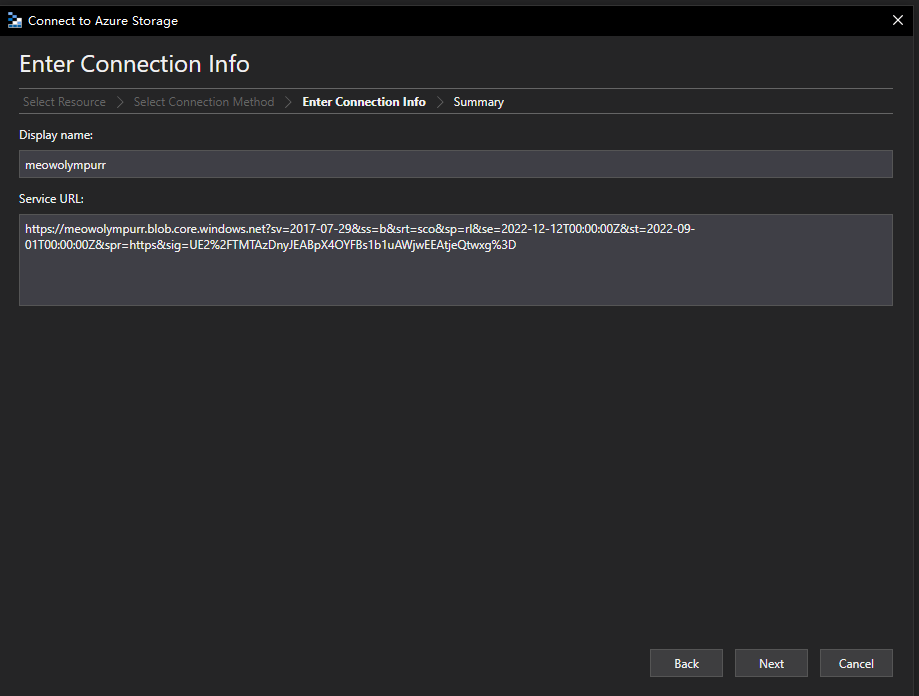 Connect to Azure Storage
Enter Connection Info
Select Resource Select Connection Method Enter Connection Info Summary
Display name:
meowolympurr
Service URL:
https://meowolympurr.blob.core.windows.net?sv=2017-07-29&ss=b&srt=sco&sp=rl&se=2022-12-12T00:00:00Z&st=2022-09-
01T00:00:00Z&spr=https&sig=UE2%2FTMTAzDnyJEABpX4OYFBs1b1uAWjwEEAtjeQtwxg%3D
Back Next Cancel